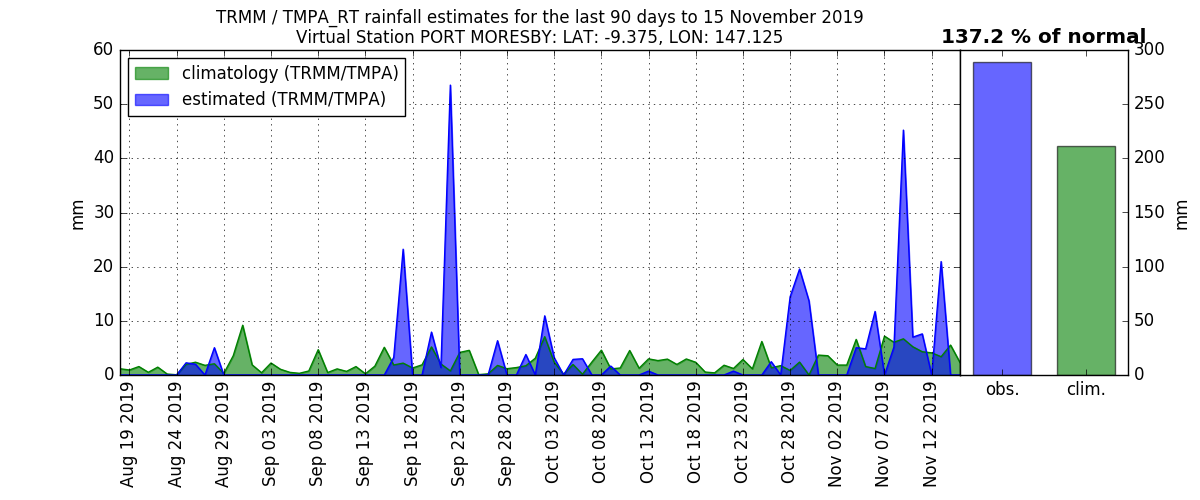 TRMM / TMPA_RT rainfall estimates for the last 90 days to 15 November 2019
Virtual Station PORT MORESBY: LAT: -9.375, LON: 147.125
137.2 % of normal
climatology (TRMM/TMPA)
estimated (TRMM/TMPA)
60
50
40
30
20
10
0
mm
300
250
200
150
100
50
0
mm
Aug 19 2019
Aug 24 2019
Aug 29 2019
Sep 03 2019
Sep 08 2019
Sep 13 2019
Sep 18 2019
Sep 23 2019
Sep 28 2019
Oct 03 2019
Oct 08 2019
Oct 13 2019
Oct 18 2019
Oct 23 2019
Oct 28 2019
Nov 02 2019
Nov 07 2019
Nov 12 2019
obs.
clim.